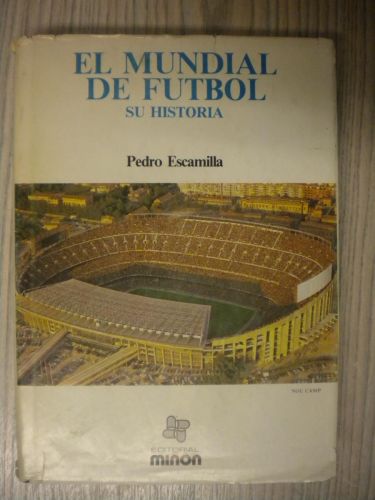 EL MUNDIAL
DE FUTBOL
SU HISTORIA
Pedro Escamilla
"NOU CAMP"
EDITORIAL
miñon